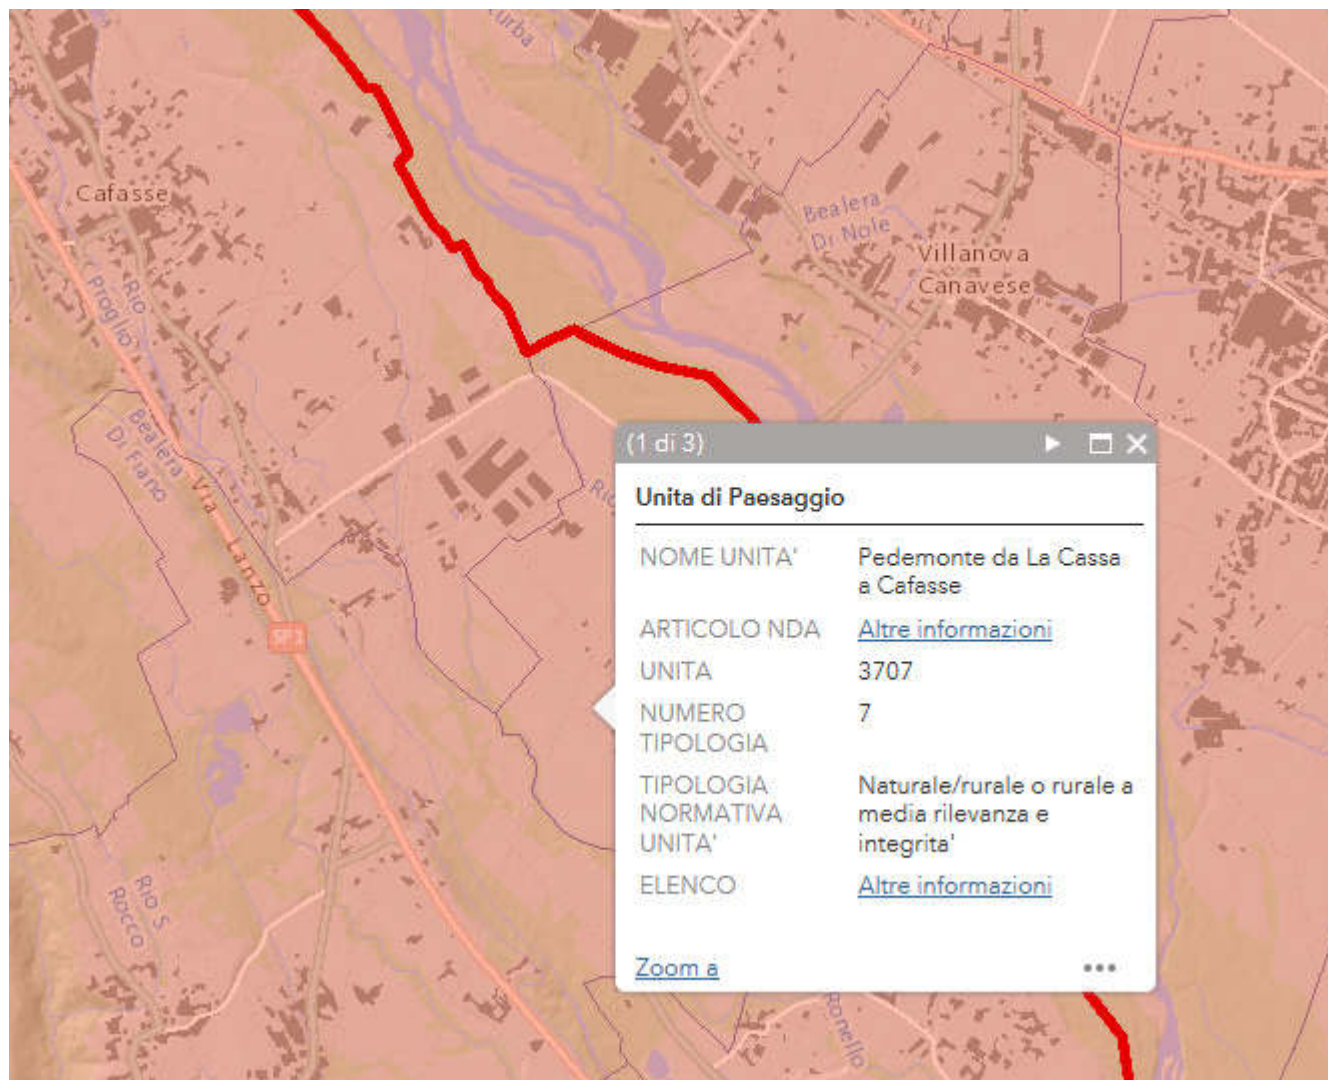 Curba
Cafasse
Bealera
Di Nole
Villanova
Canavese
Rio
Proglio
Bealera
Di Fiano
Via Lanzo
SP1
Rio S.
Rocco
Ronello
(1 di 3)
Unita di Paesaggio
NOME UNITA' Pedemonte da La Cassa
a Cafasse
ARTICOLO NDA Altre informazioni
UNITA 3707
NUMERO 7
TIPOLOGIA
TIPOLOGIA Naturale/rurale o rurale a
NORMATIVA media rilevanza e
UNITA' integrita'
ELENCO Altre informazioni
Zoom a